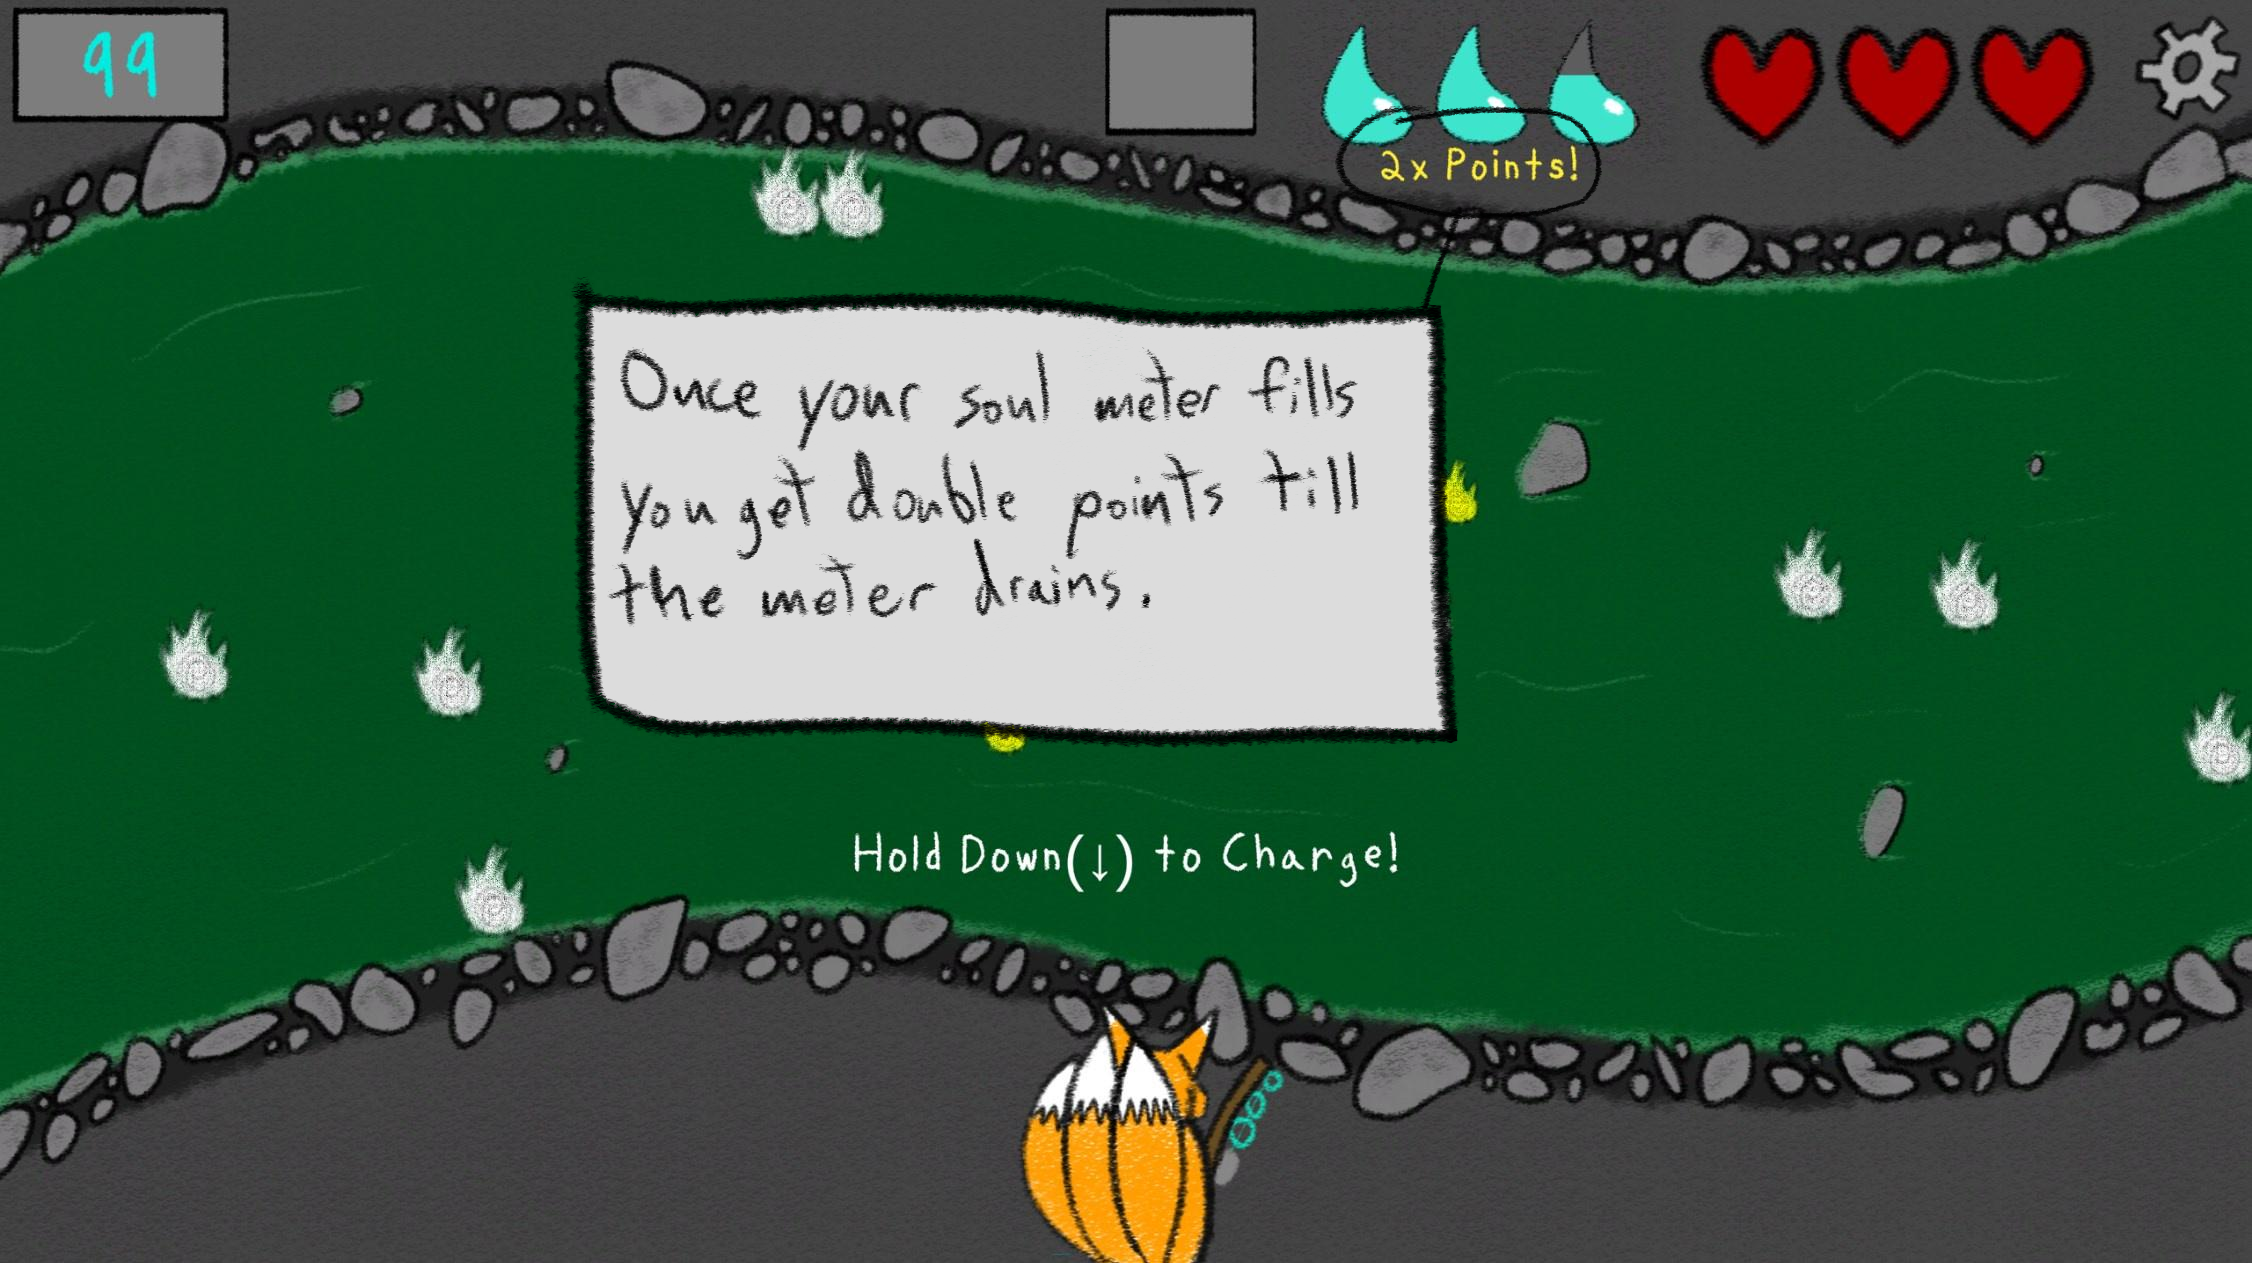 99
2x Points!
Once your soul meter fills
you get double points till
the meter drains.
Hold Down(↓) to Charge!